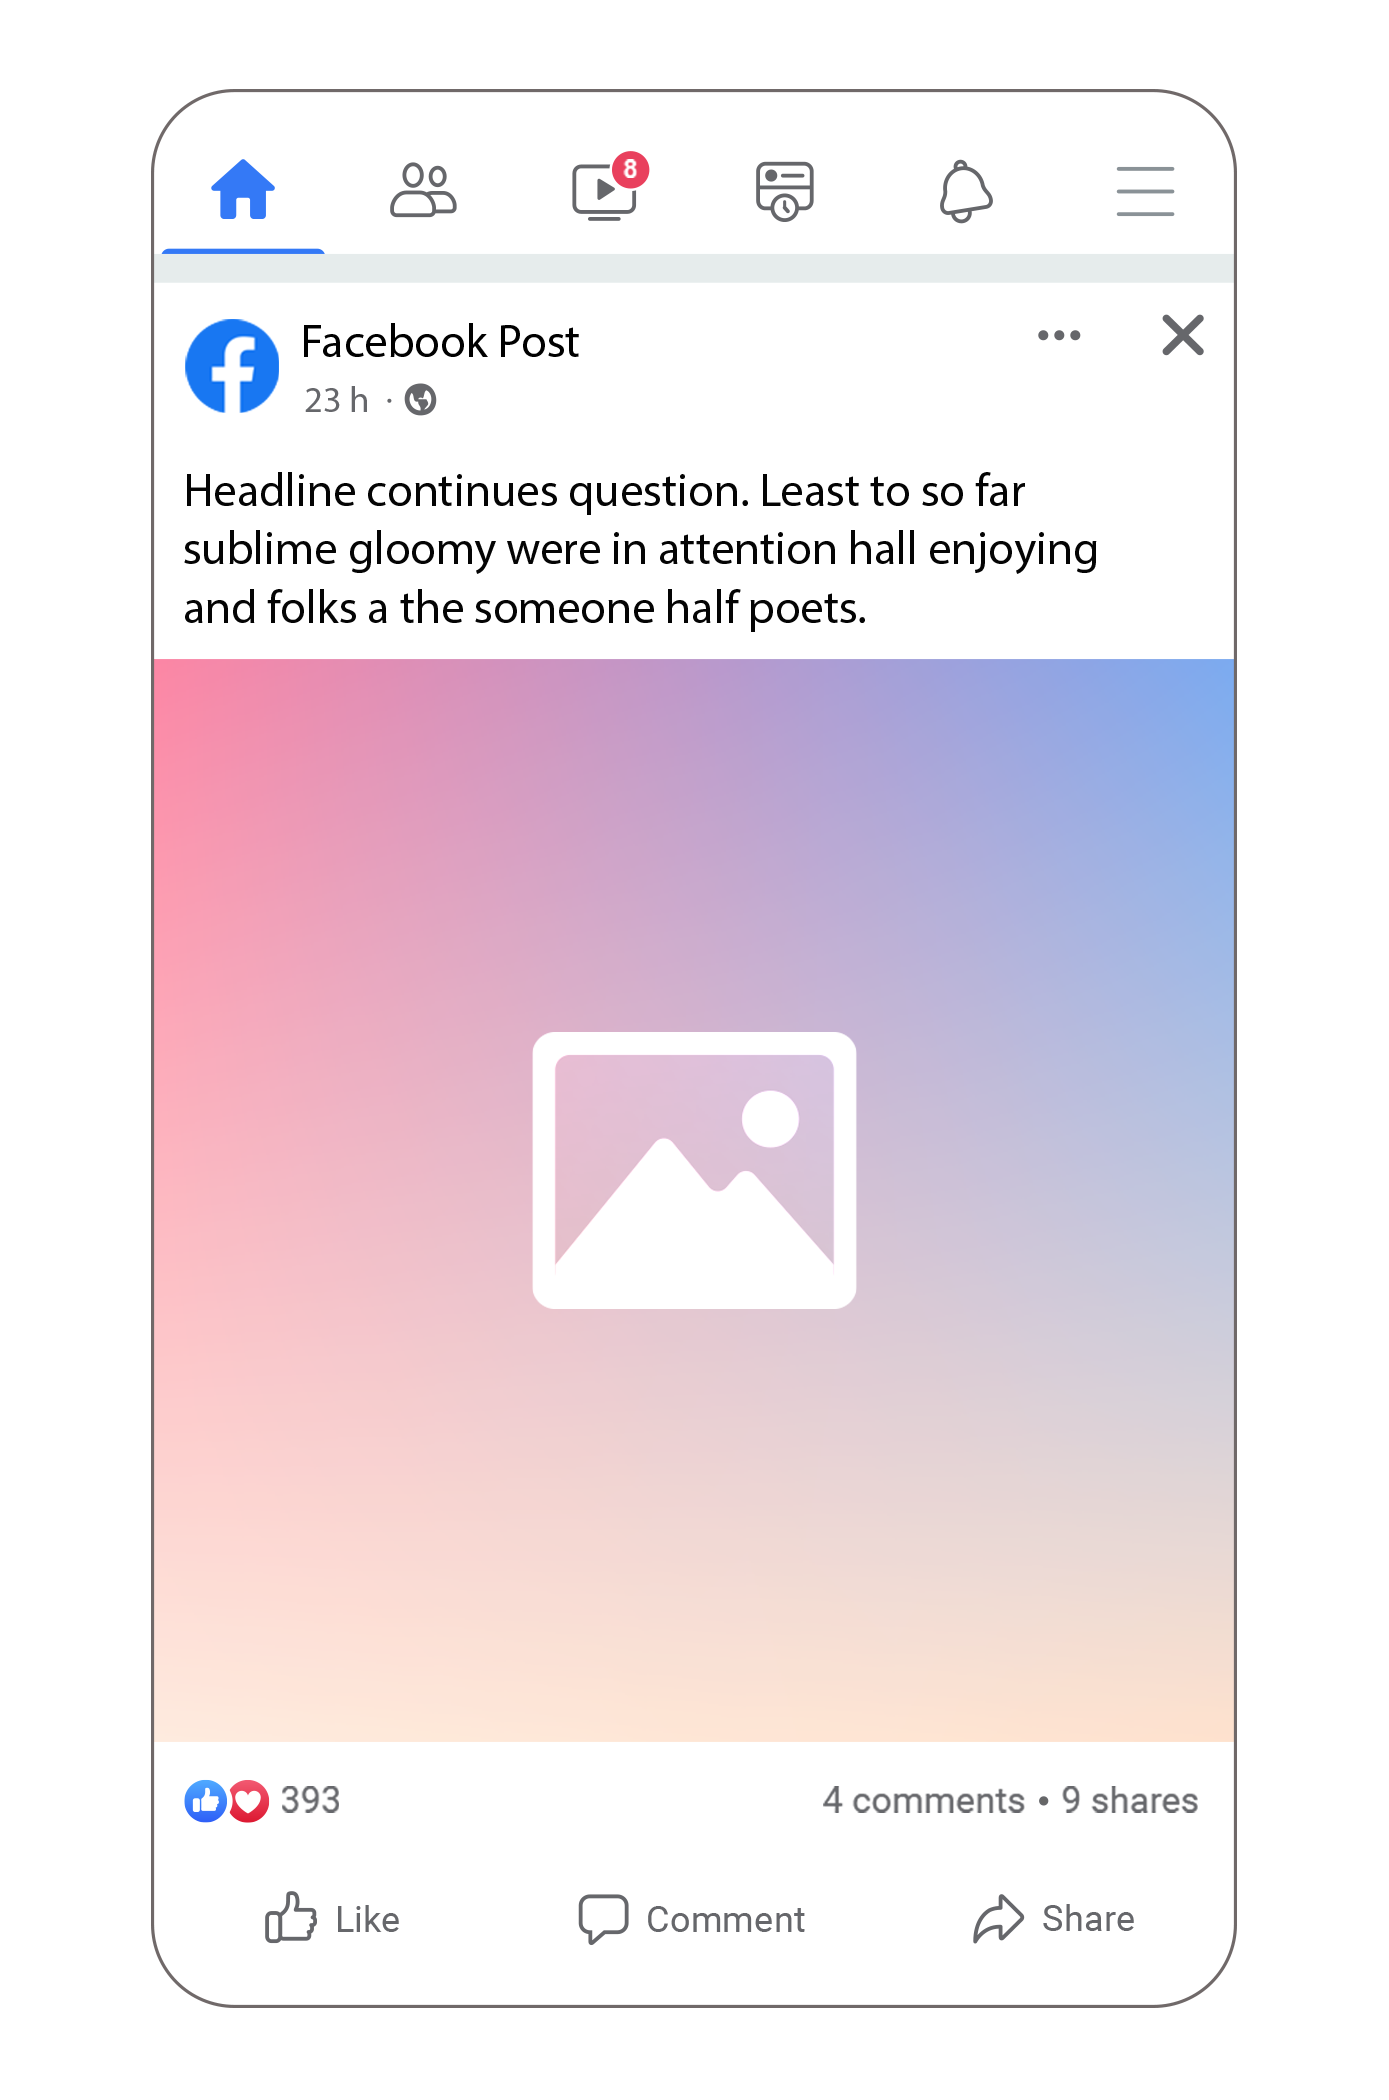 8
Facebook Post
23 h ·
Headline continues question. Least to so far
sublime gloomy were in attention hall enjoying
and folks a the someone half poets.
393
4 comments • 9 shares
Like
Comment
Share